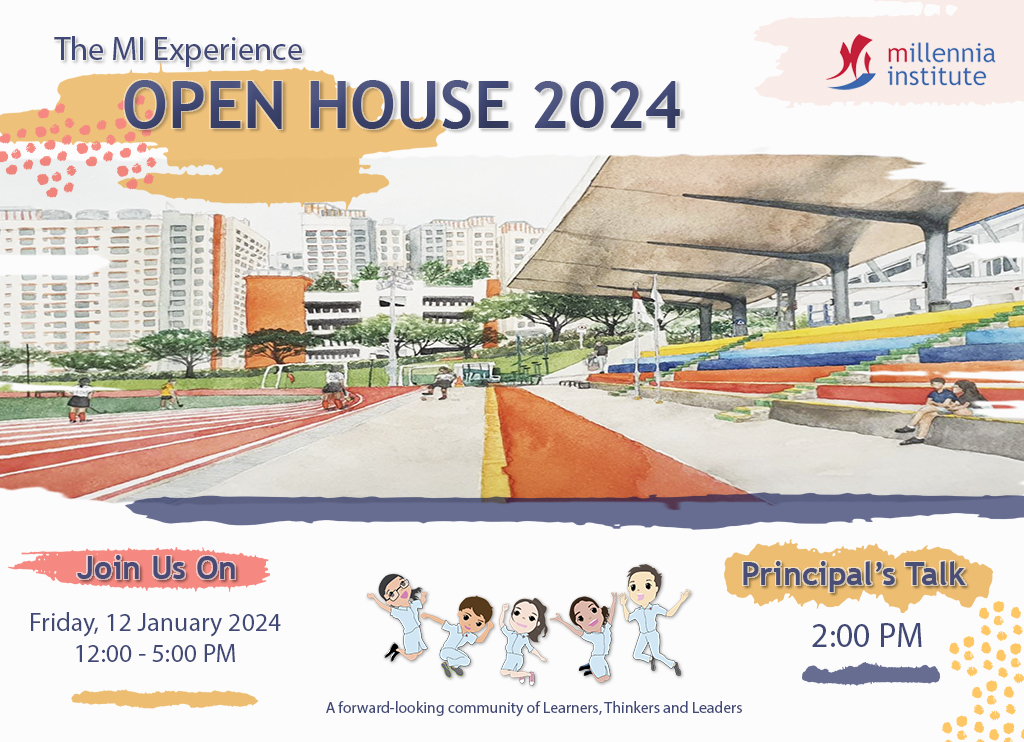 The MI Experience
OPEN HOUSE 2024
millennia
institute
Join Us On
Friday, 12 January 2024
12:00 - 5:00 PM
Principal's Talk
2:00 PM
A forward-looking community of Learners, Thinkers and Leaders